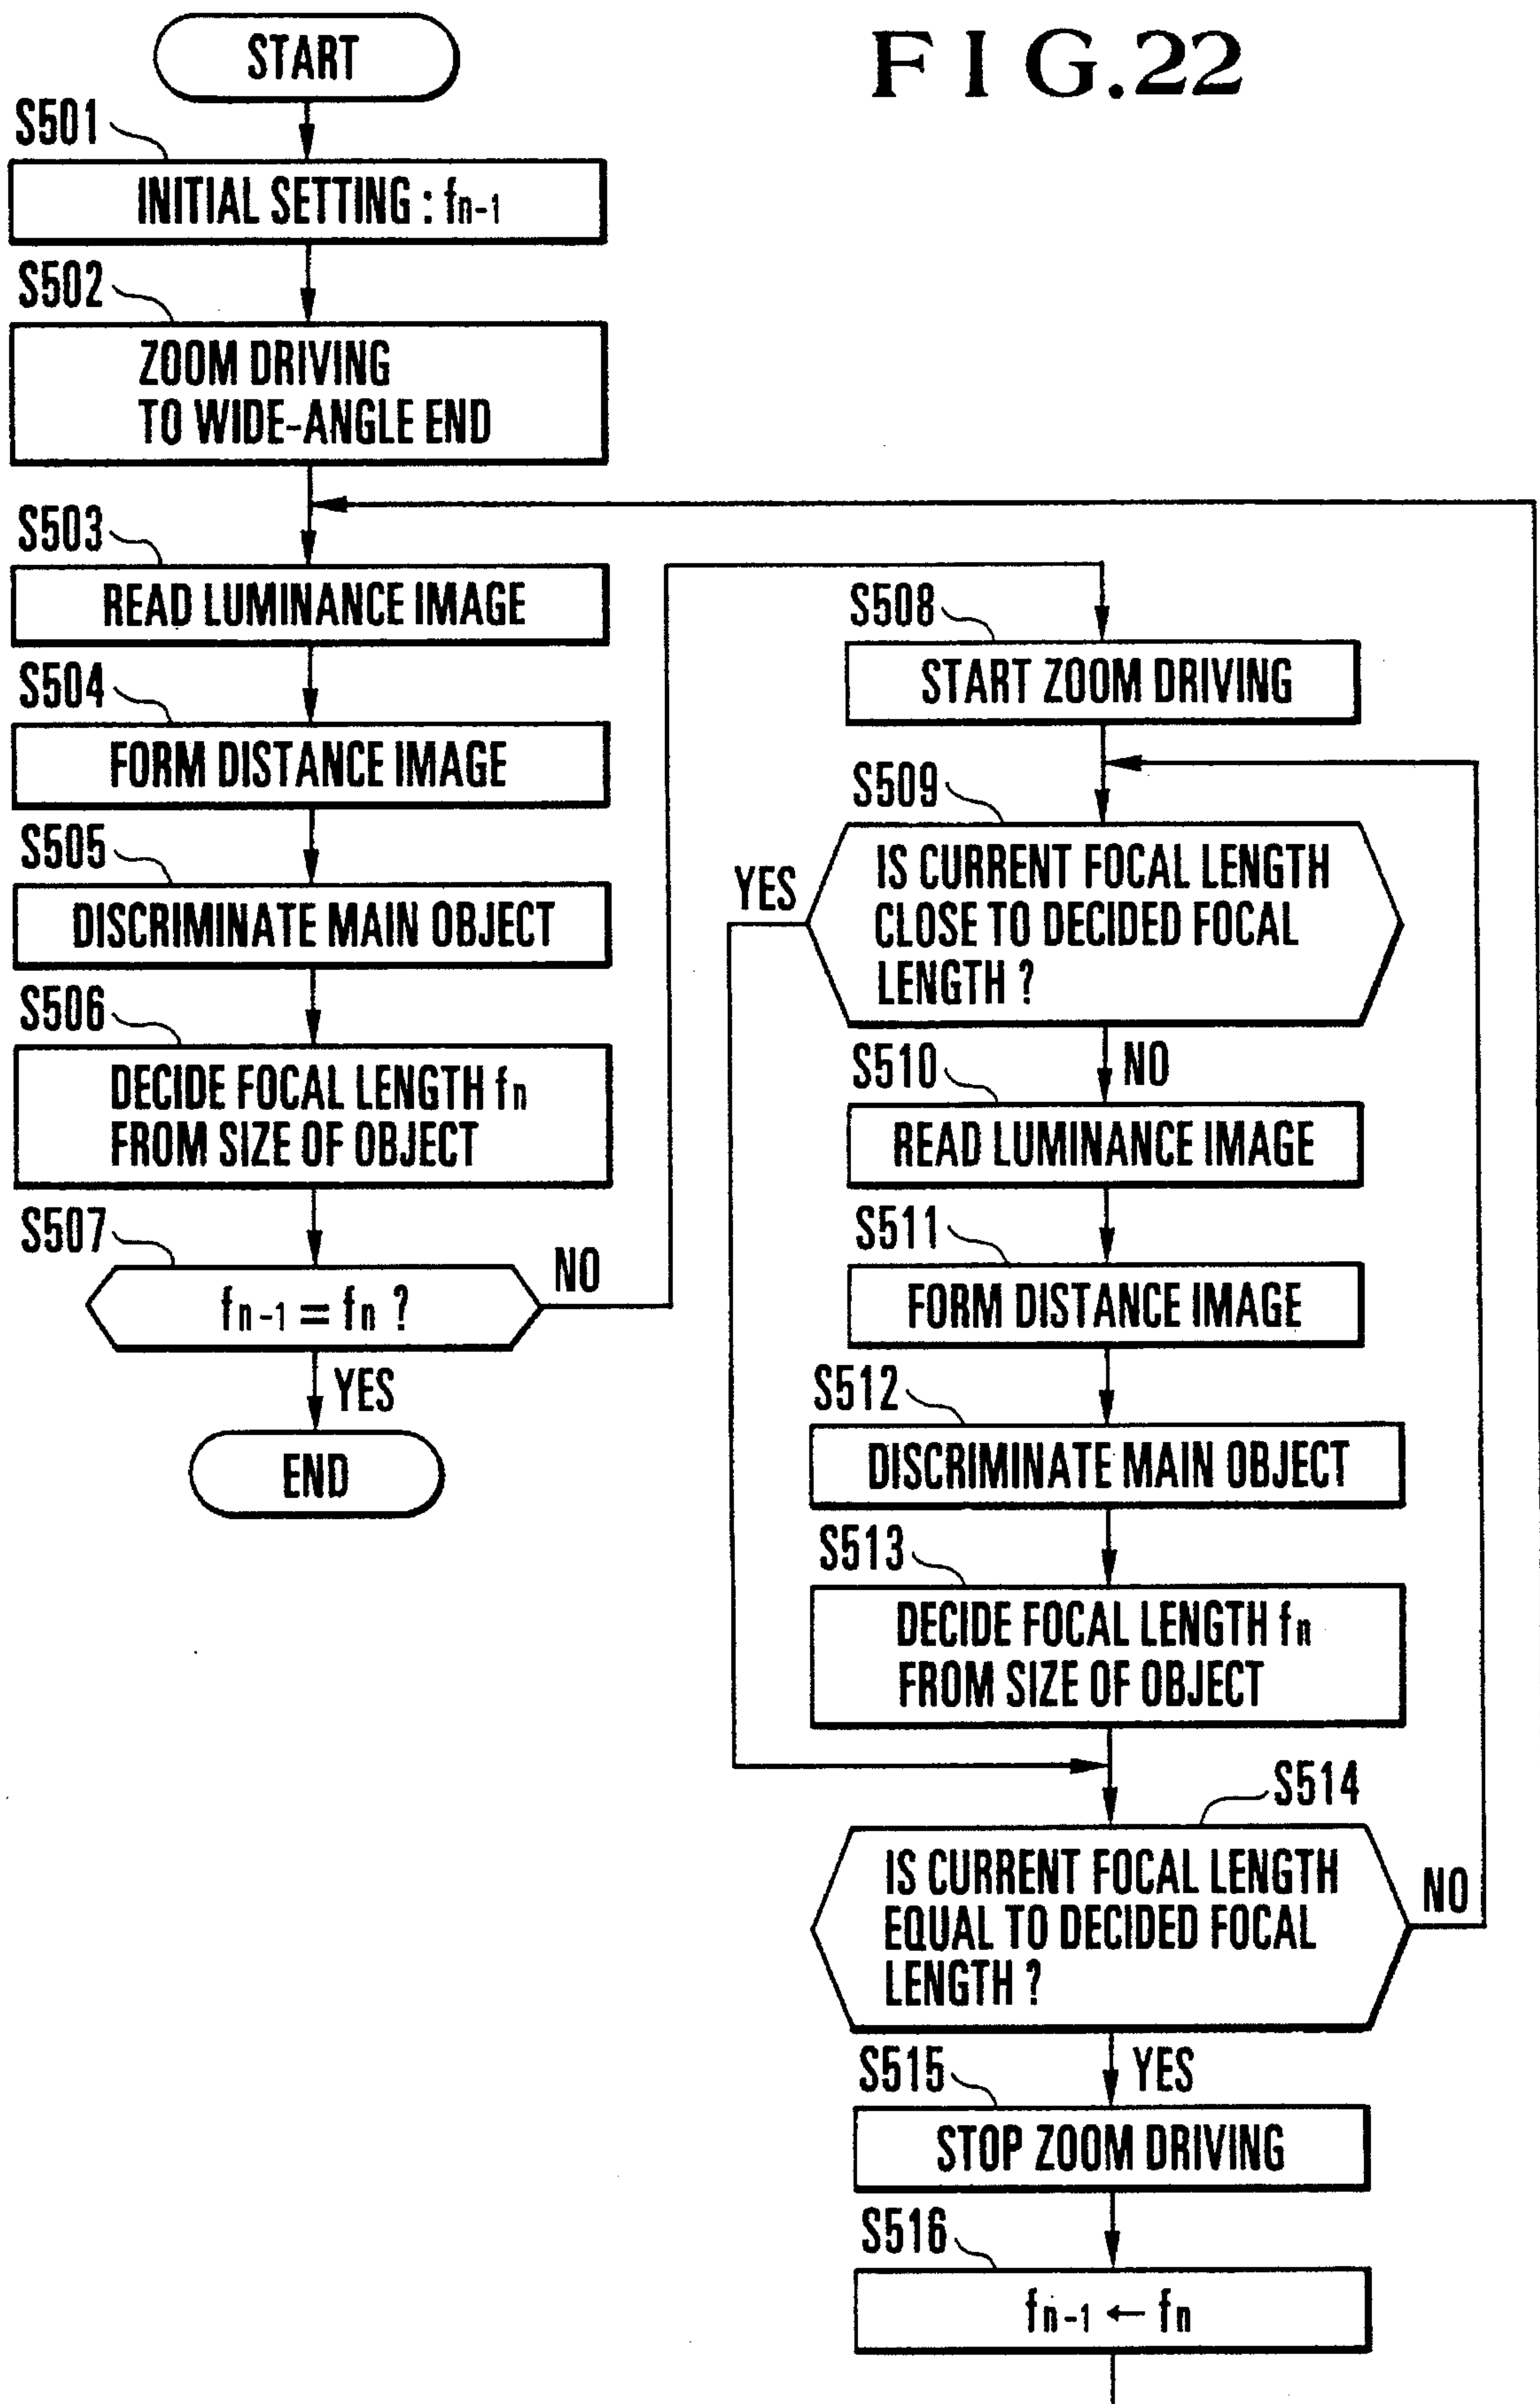 FIG.22
START
S501
INITIAL SETTING : fn-1
S502
ZOOM DRIVING
TO WIDE-ANGLE END
S503
READ LUMINANCE IMAGE
S504
FORM DISTANCE IMAGE
S505
DISCRIMINATE MAIN OBJECT
S506
DECIDE FOCAL LENGTH fn
FROM SIZE OF OBJECT
S507
fn-1 = fn ?
NO
YES
END
S508
START ZOOM DRIVING
S509
IS CURRENT FOCAL LENGTH
CLOSE TO DECIDED FOCAL
LENGTH ?
YES
NO
S510
READ LUMINANCE IMAGE
S511
FORM DISTANCE IMAGE
S512
DISCRIMINATE MAIN OBJECT
S513
DECIDE FOCAL LENGTH fn
FROM SIZE OF OBJECT
S514
IS CURRENT FOCAL LENGTH
EQUAL TO DECIDED FOCAL
LENGTH ?
NO
YES
S515
STOP ZOOM DRIVING
S516
fn-1 ← fn